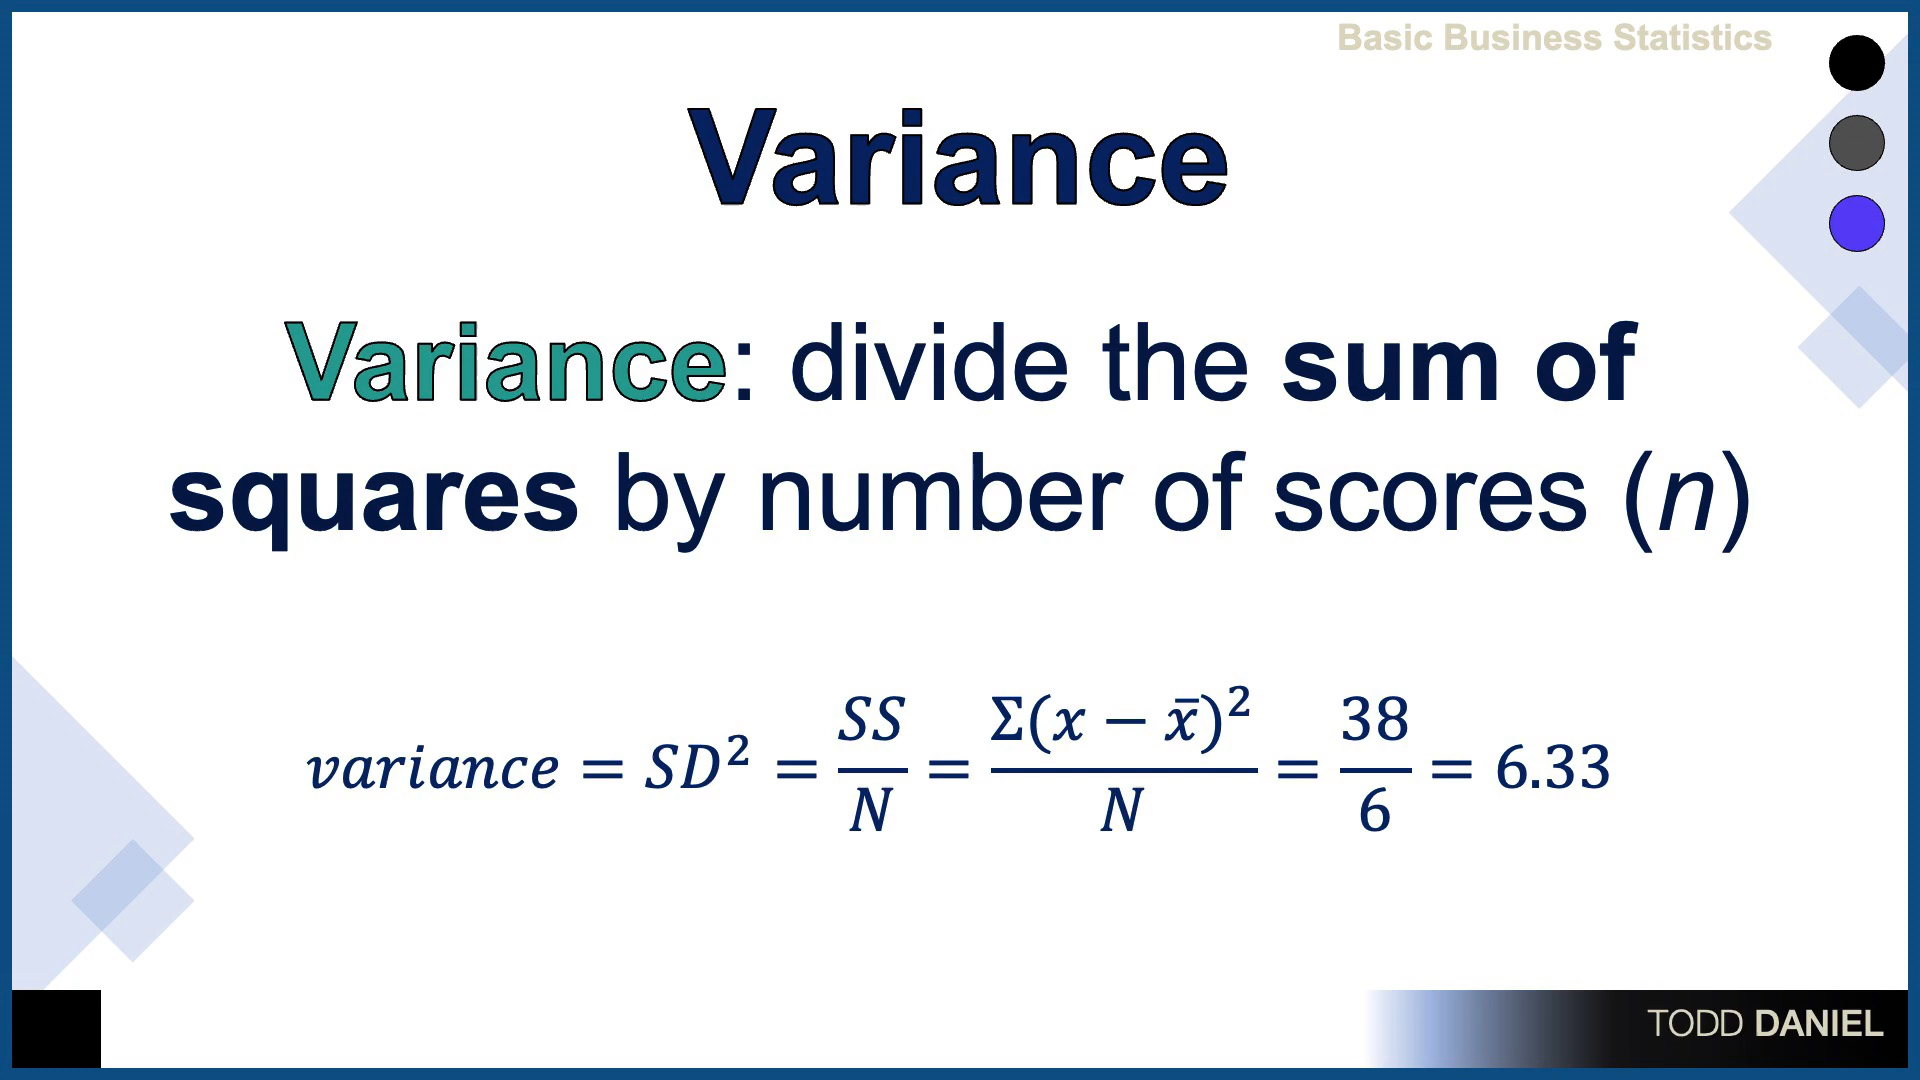 Basic Business Statistics
Variance
Variance: divide the sum of
squares by number of scores (n)
variance = SD² = SS/N = Σ(x − x̄)²/N = 38/6 = 6.33
TODD DANIEL